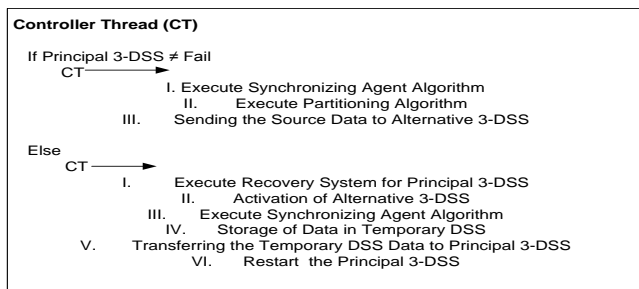 Controller Thread (CT)
If Principal 3-DSS ≠ Fail
CT
I. Execute Synchronizing Agent Algorithm
II. Execute Partitioning Algorithm
III. Sending the Source Data to Alternative 3-DSS
Else
CT
I. Execute Recovery System for Principal 3-DSS
II. Activation of Alternative 3-DSS
III. Execute Synchronizing Agent Algorithm
IV. Storage of Data in Temporary DSS
V. Transferring the Temporary DSS Data to Principal 3-DSS
VI. Restart the Principal 3-DSS